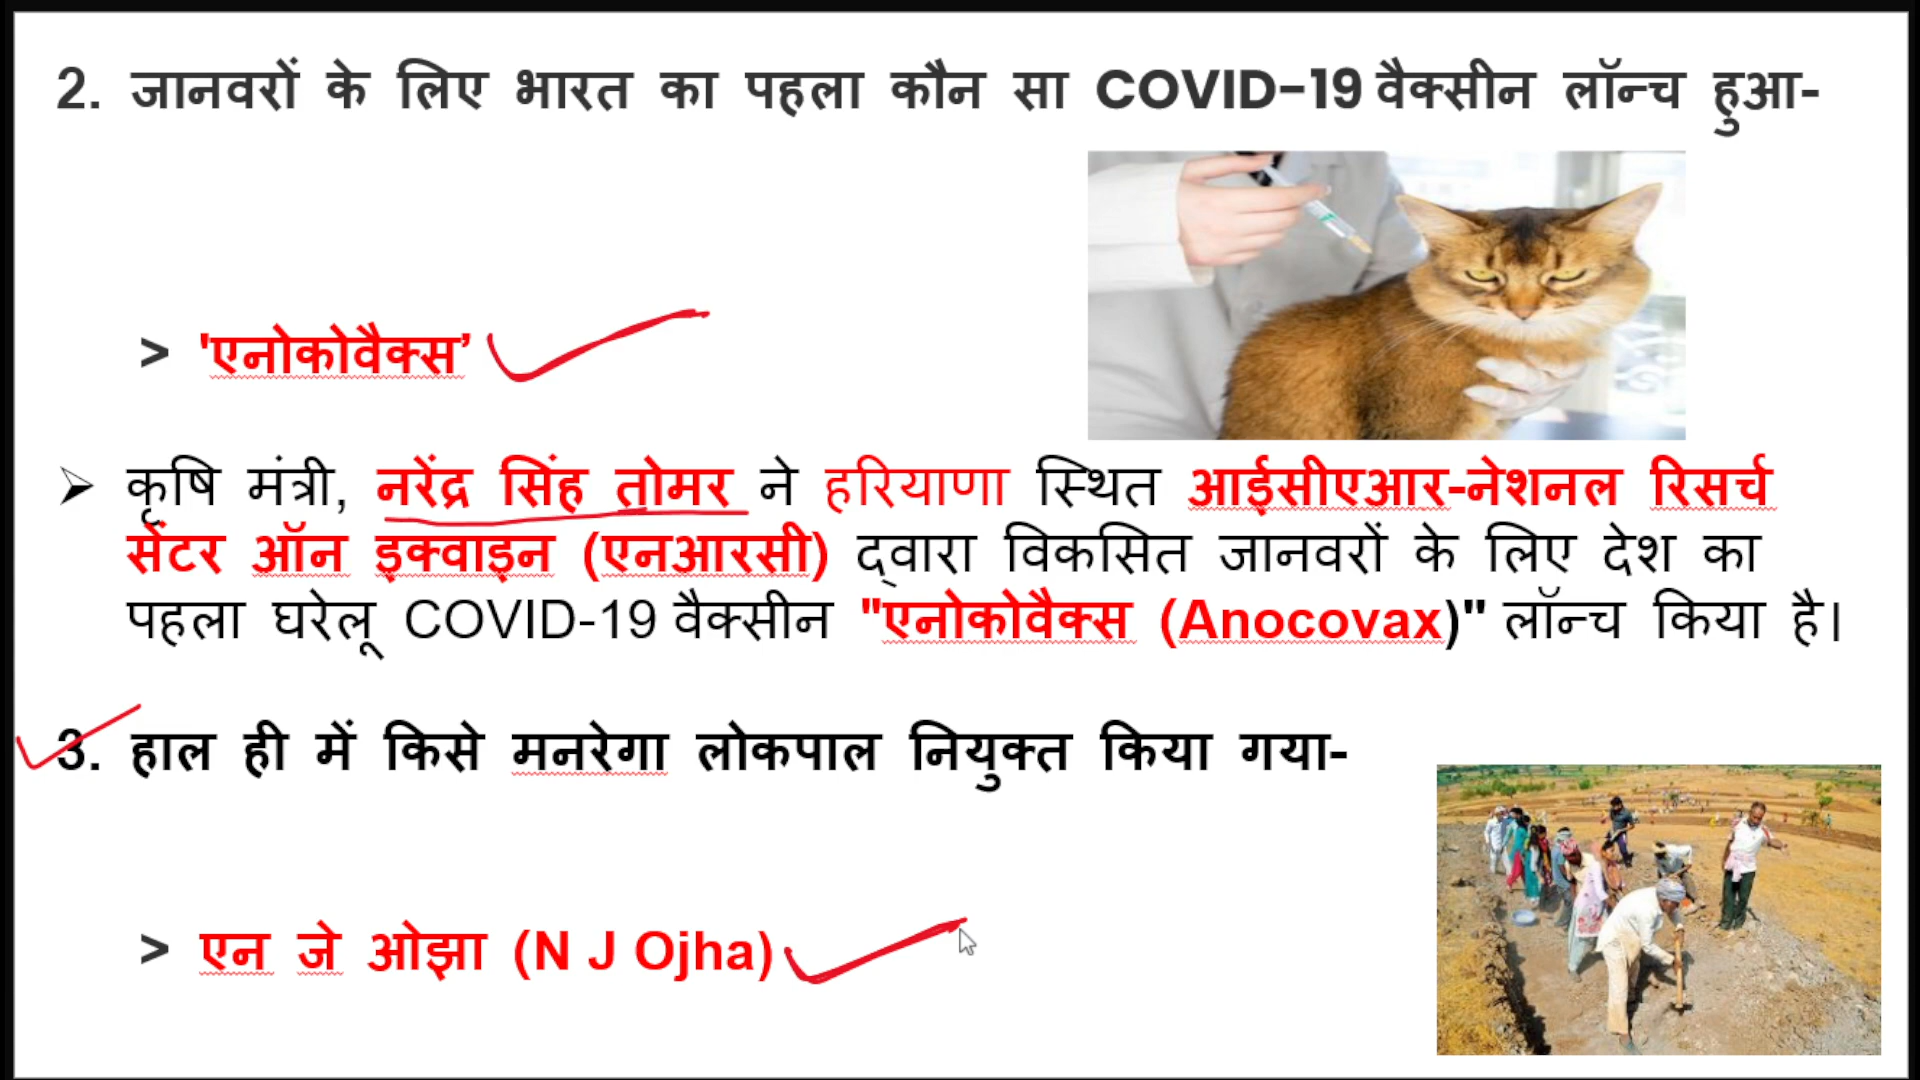 2. जानवरों के लिए भारत का पहला कौन सा COVID-19 वैक्सीन लॉन्च हुआ-
> 'एनोकोवैक्स’
➢ कृषि मंत्री, नरेंद्र सिंह तोमर ने हरियाणा स्थित आईसीएआर-नेशनल रिसर्च
सेंटर ऑन इक्वाइन (एनआरसी) द्वारा विकसित जानवरों के लिए देश का
पहला घरेलू COVID-19 वैक्सीन "एनोकोवैक्स (Anocovax)" लॉन्च किया है।
3. हाल ही में किसे मनरेगा लोकपाल नियुक्त किया गया-
> एन जे ओझा (N J Ojha)